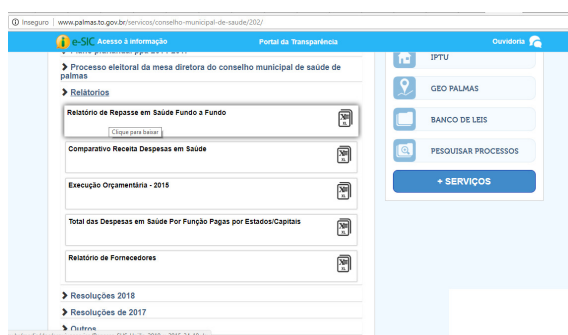 Inseguro | www.palmas.to.gov.br/servicos/conselho-municipal-de-saude/202/
i e-SIC Acesso à informação
Portal da Transparência
Ouvidoria
Processo eleitoral da mesa diretora do conselho municipal de saúde de
palmas
Relátorios
Relatório de Repasse em Saúde Fundo a Fundo
Clique para baixar
Comparativo Receita Despesas em Saúde
Execução Orçamentária - 2015
Total das Despesas em Saúde Por Função Pagas por Estados/Capitais
Relatório de Fornecedores
Resoluções 2018
Resoluções de 2017
Outros
IPTU
GEO PALMAS
BANCO DE LEIS
PESQUISAR PROCESSOS
+ SERVIÇOS